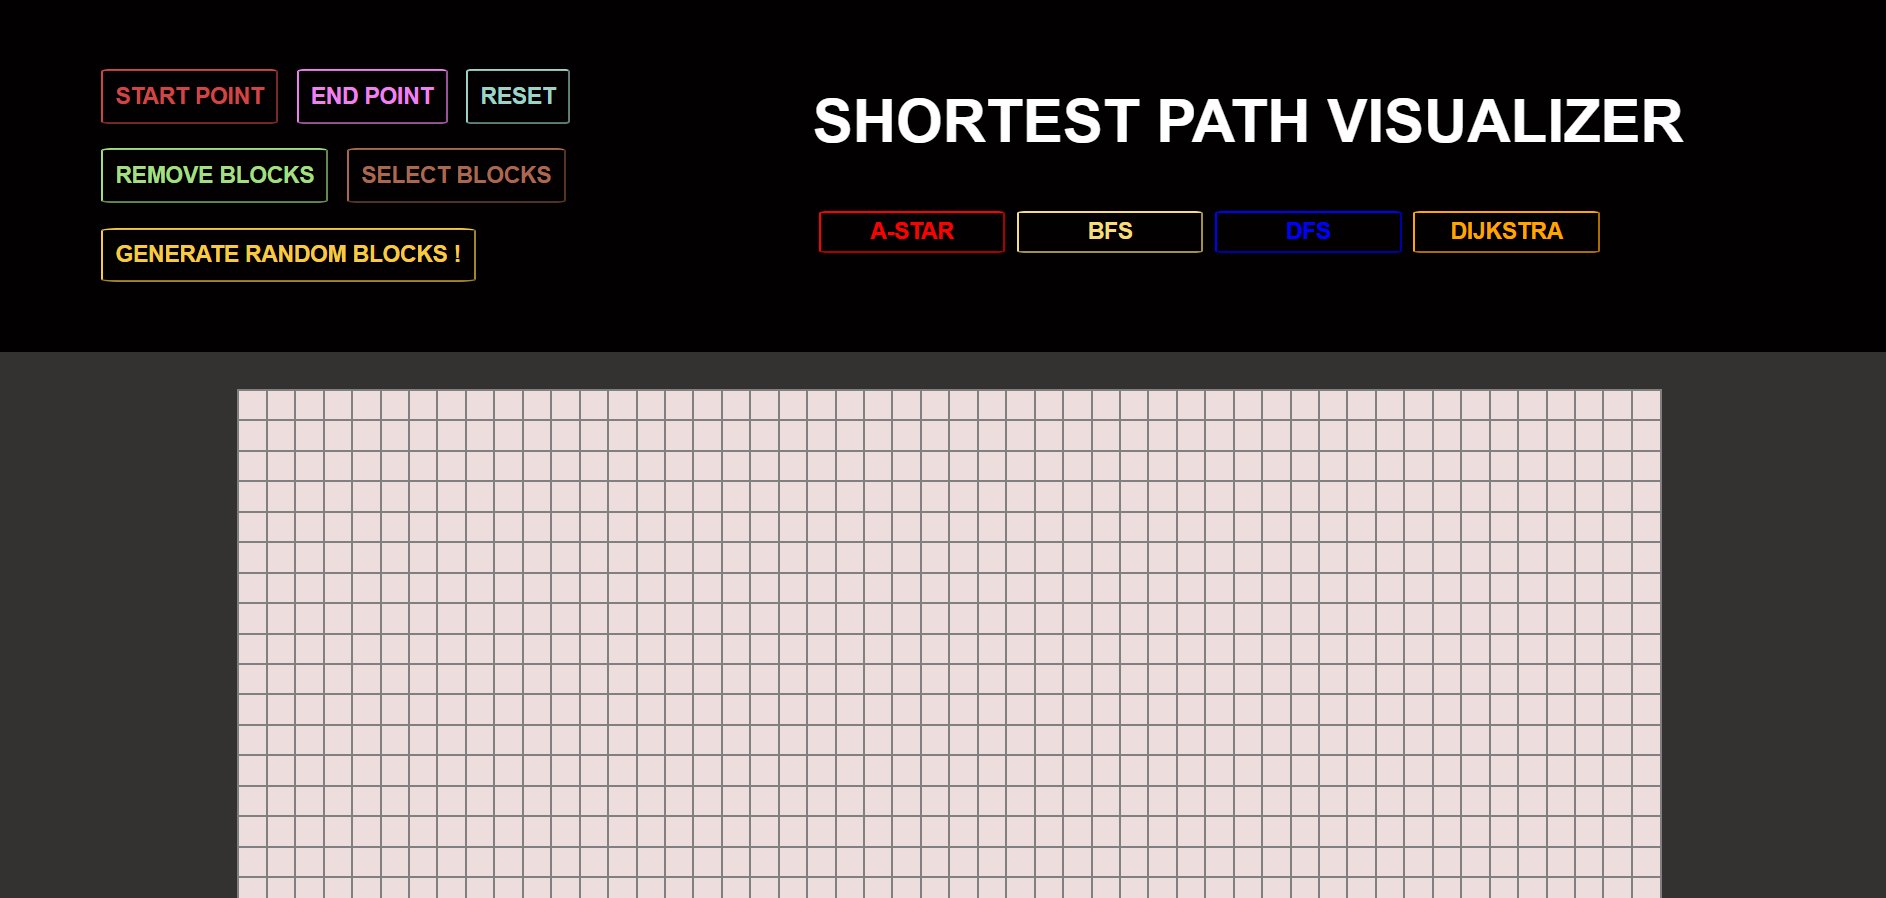 START POINT
END POINT
RESET
REMOVE BLOCKS
SELECT BLOCKS
GENERATE RANDOM BLOCKS !
SHORTEST PATH VISUALIZER
A-STAR
BFS
DFS
DIJKSTRA